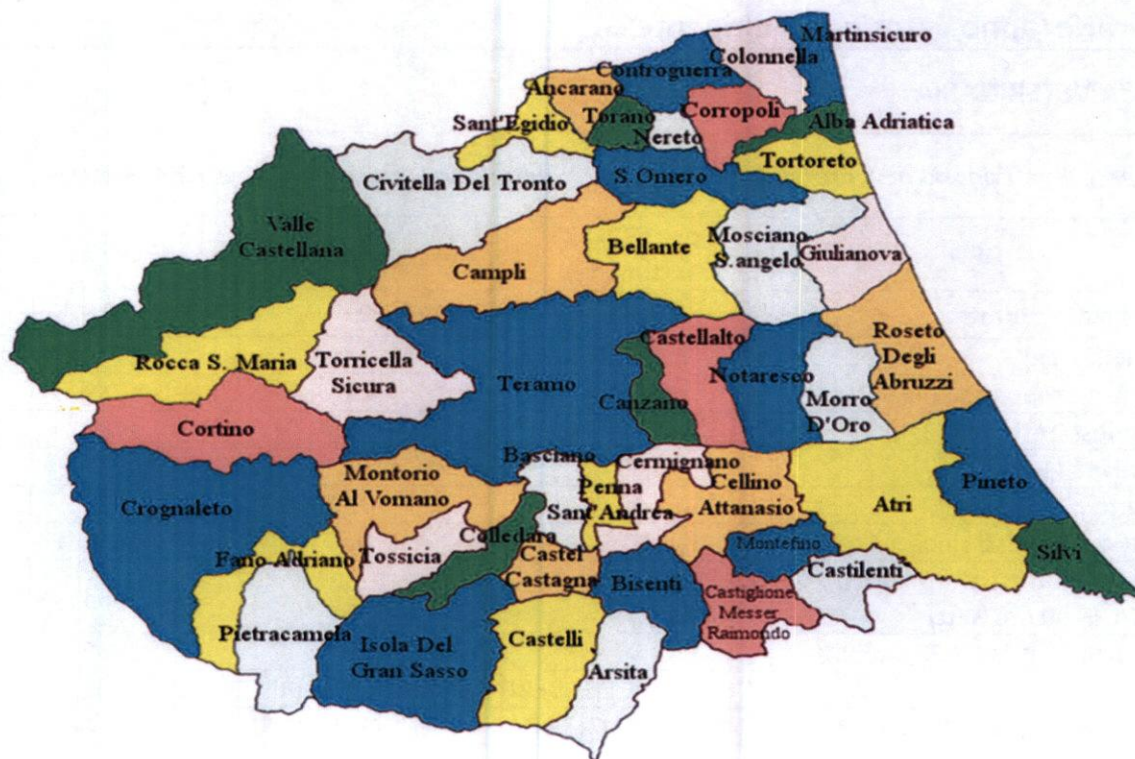 Martinsicuro
Colonnella
Controguerra
Ancarano
Corropoli
Torano
Sant'Egidio
Alba Adriatica
Nereto
Tortoreto
S.Omero
Civitella Del Tronto
Valle
Castellana
Mosciano
S.angelo
Bellante
Giulianova
Campli
Roseto
Degli
Abruzzi
Castellalto
Rocca S. Maria
Torricella
Sicura
Teramo
Notaresco
Canzano
Morro
D'Oro
Cortino
Basciano
Cermignano
Montorio
Al Vomano
Penna
Sant'Andrea
Cellino
Attanasio
Pineto
Crognaleto
Atri
Colledara
Montefino
Silvi
Fano Adriano
Tossicia
Castel
Castagna
Bisenti
Castilenti
Castiglione
Messer
Raimondo
Pietracamela
Isola Del
Gran Sasso
Castelli
Arsita